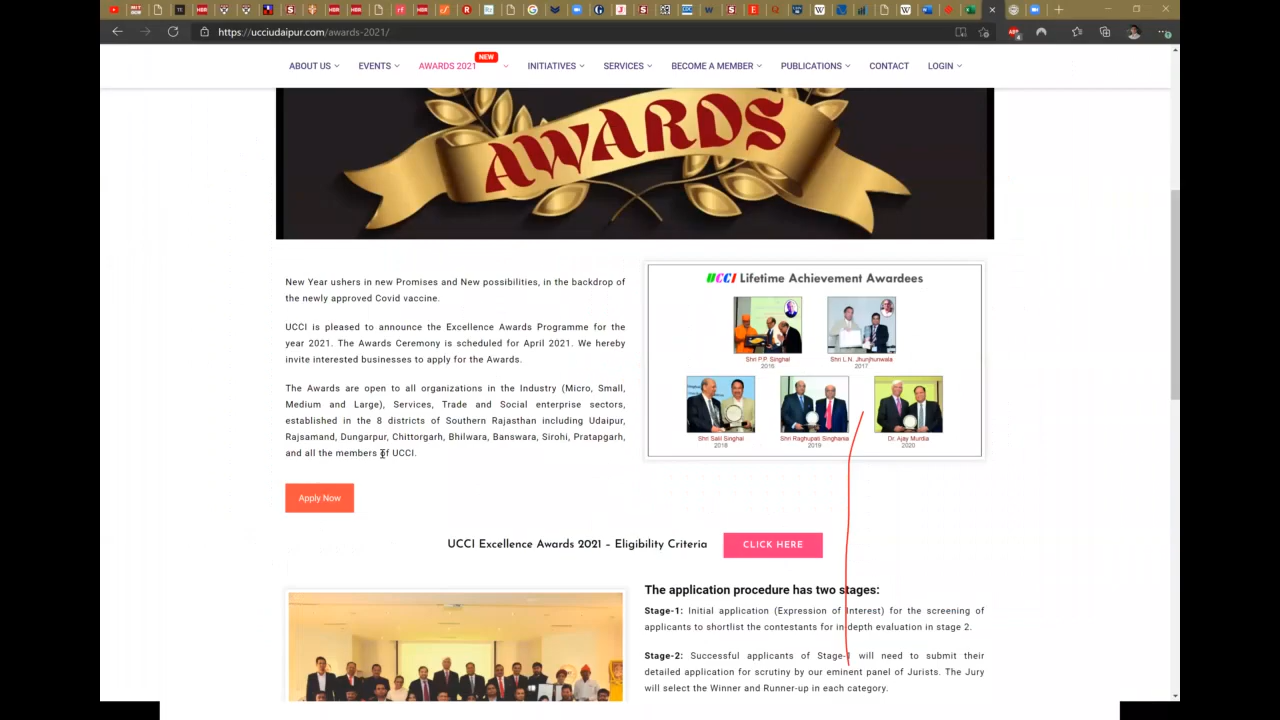 https://ucciudaipur.com/awards-2021/
NEW
ABOUT US EVENTS AWARDS 2021 INITIATIVES SERVICES BECOME A MEMBER PUBLICATIONS CONTACT LOGIN
AWARDS
New Year ushers in new Promises and New possibilities, in the backdrop of
the newly approved Covid vaccine.
UCCI is pleased to announce the Excellence Awards Programme for the
year 2021. The Awards Ceremony is scheduled for April 2021. We hereby
invite interested businesses to apply for the Awards.
The Awards are open to all organizations in the Industry (Micro, Small,
Medium and Large), Services, Trade and Social enterprise sectors,
established in the 8 districts of Southern Rajasthan including Udaipur,
Rajsamand, Dungarpur, Chittorgarh, Bhilwara, Banswara, Sirohi, Pratapgarh,
and all the members of UCCI.
Apply Now
UCCI Lifetime Achievement Awardees
Shri P.P. Singhal
2016
Shri L.N. Jhunjhunwala
2017
Shri Salil Singhal
2018
Shri Raghupati Singhania
2019
Dr. Ajay Murdia
2020
UCCI Excellence Awards 2021 – Eligibility Criteria
CLICK HERE
The application procedure has two stages:
Stage-1: Initial application (Expression of Interest) for the screening of
applicants to shortlist the contestants for in-depth evaluation in stage 2.
Stage-2: Successful applicants of Stage-1 will need to submit their
detailed application for scrutiny by our eminent panel of Jurists. The Jury
will select the Winner and Runner-up in each category.